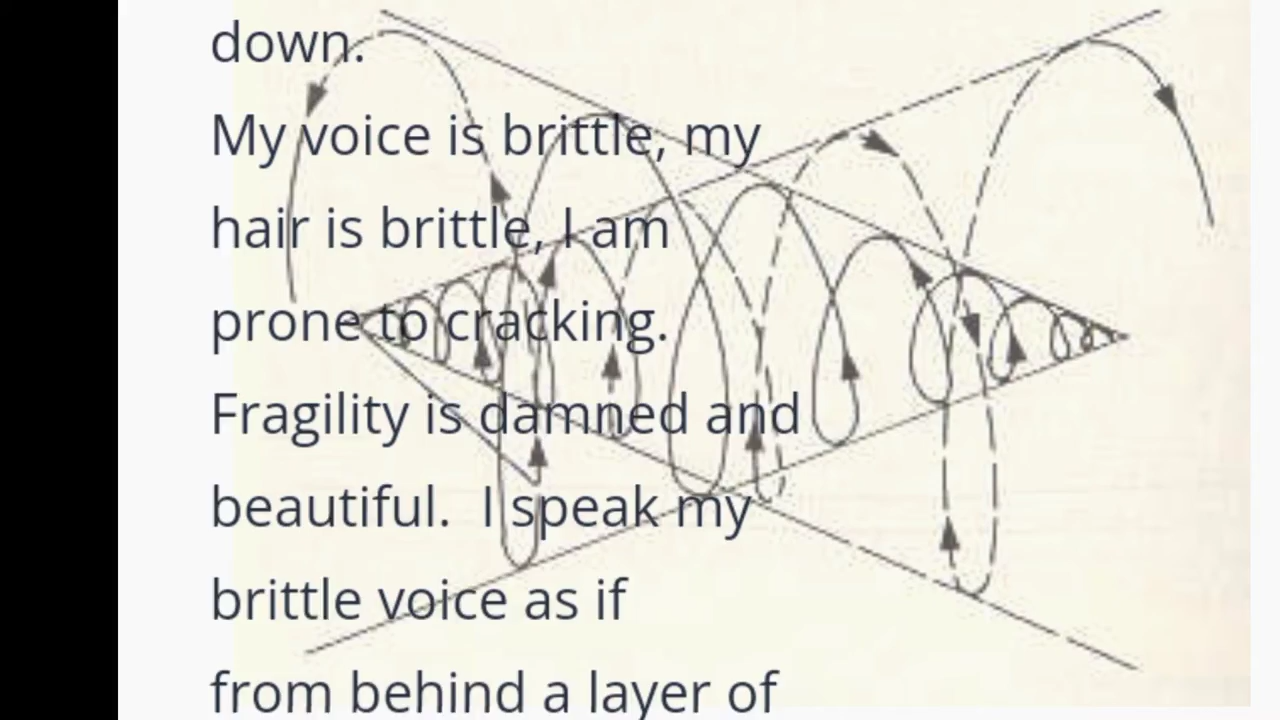 down.
My voice is brittle, my
hair is brittle, I am
prone to cracking.
Fragility is damned and
beautiful.  I speak my
brittle voice as if
from behind a layer of